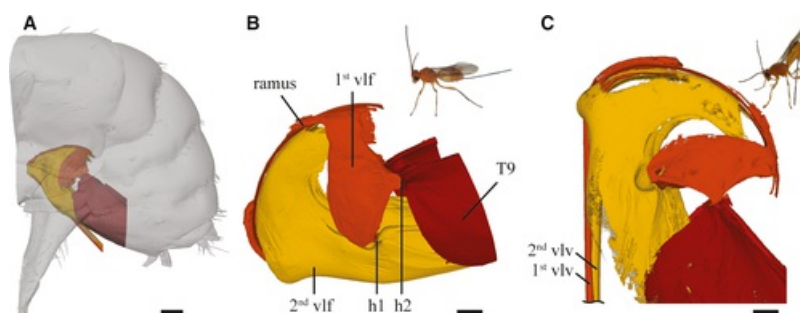 A
B
C
ramus
1st vlf
T9
2nd vlf
h1
h2
2nd vlv
1st vlv